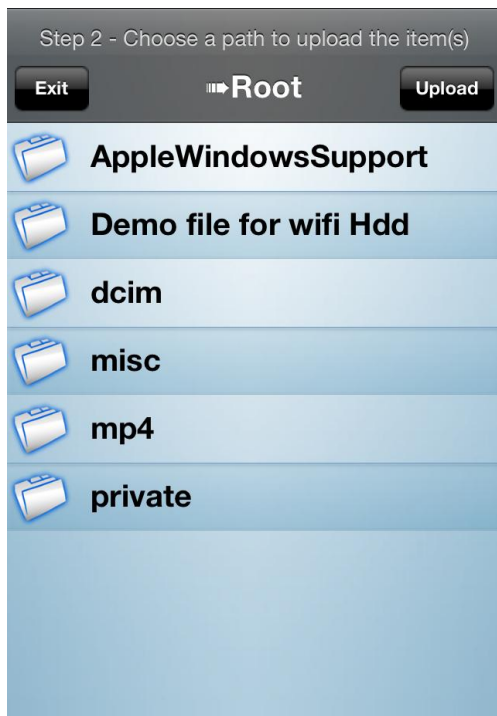 Step 2 - Choose a path to upload the item(s)
Exit ➠Root Upload
AppleWindowsSupport
Demo file for wifi Hdd
dcim
misc
mp4
private